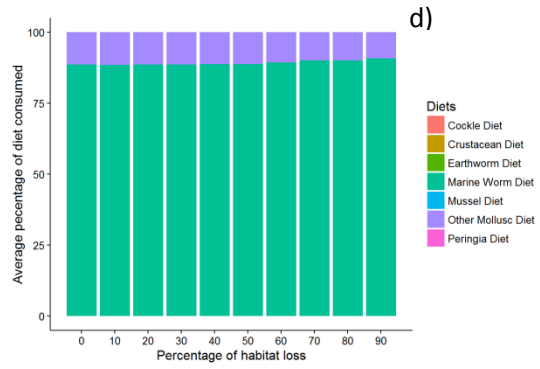 d)
100
75
50
25
0
Average percentage of diet consumed
0 10 20 30 40 50 60 70 80 90
Percentage of habitat loss
Diets
Cockle Diet
Crustacean Diet
Earthworm Diet
Marine Worm Diet
Mussel Diet
Other Mollusc Diet
Peringia Diet